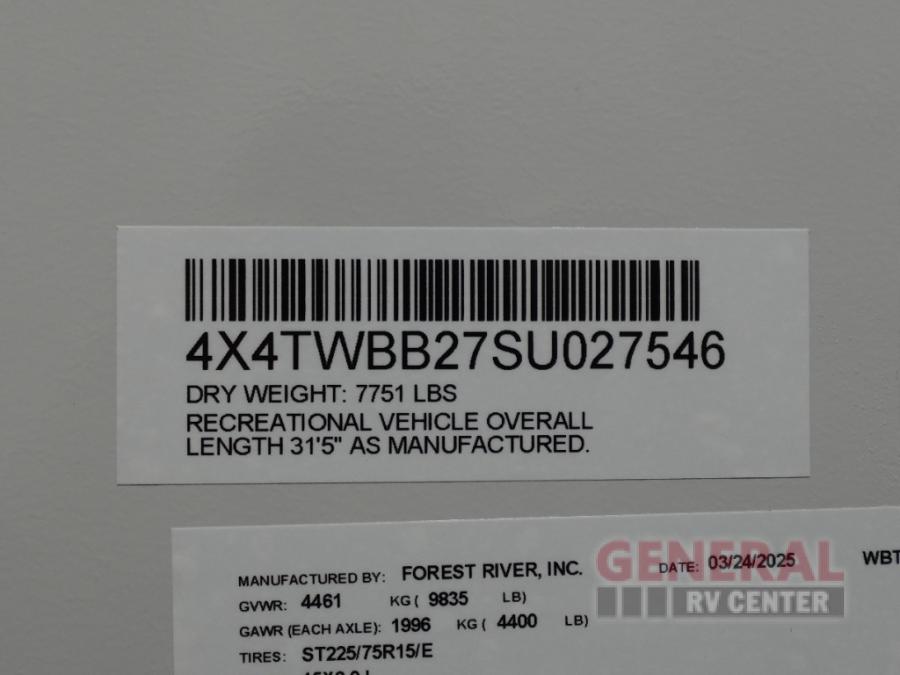 4X4TWBB27SU027546
DRY WEIGHT: 7751 LBS
RECREATIONAL VEHICLE OVERALL
LENGTH 31'5" AS MANUFACTURED.
MANUFACTURED BY: FOREST RIVER, INC. DATE: 03/24/2025 WBT
GVWR: 4461 KG ( 9835 LB)
GAWR (EACH AXLE): 1996 KG ( 4400 LB)
TIRES: ST225/75R15/E
GENERAL
RV CENTER